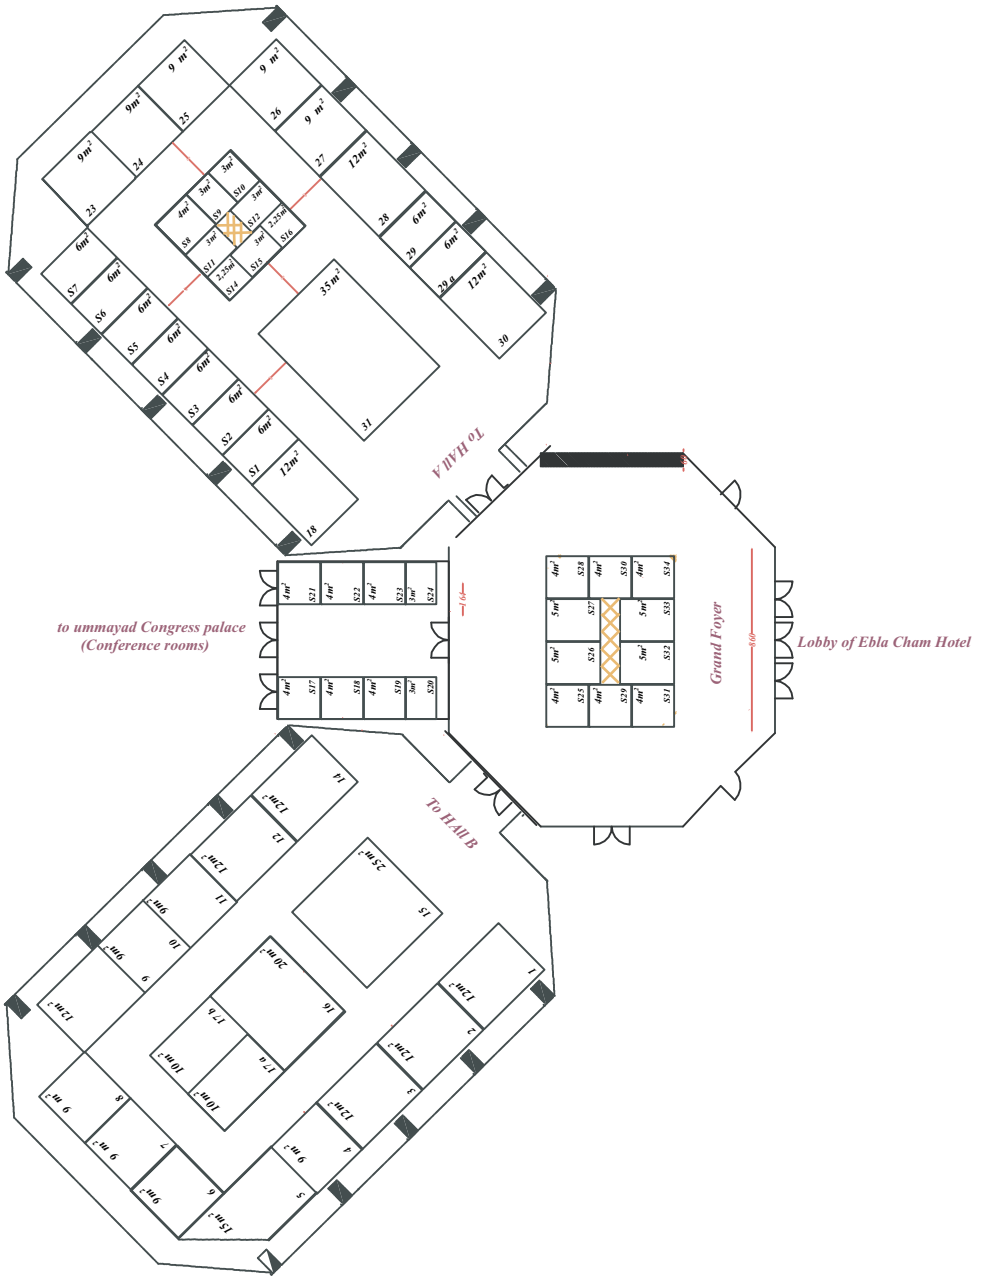 9 m²
25
9m²
24
9m²
23
9 m²
26
9 m²
27
12m²
28
6m²
29
6m²
29 a
12m²
30
3m²
S10
3m²
S9
4m²
S8
3m²
S12
2,25m²
S16
3m²
S11
3m²
S15
2,25m²
S14
35m²
31
6m²
S7
6m²
S6
6m²
S5
6m²
S4
6m²
S3
6m²
S2
6m²
S1
12m²
18
To HAll A
4m²
S21
4m²
S22
4m²
S23
3m²
S24
4m²
S17
4m²
S18
4m²
S19
3m²
S20
to ummayad Congress palace
(Conference rooms)
4m²
S28
4m²
S30
4m²
S34
5m²
S27
5m²
S33
5m²
S26
5m²
S32
4m²
S25
4m²
S29
4m²
S31
Grand Foyer
860
Lobby of Ebla Cham Hotel
To HAll B
14
12m²
12
12m²
11
9m²
10
9m²
9
12m²
25m²
15
20m²
16
17b
10m²
17a
10m²
1
12m²
2
12m²
3
12m²
4
9 m²
5
15m²
8
9 m²
7
9 m²
6
9m²